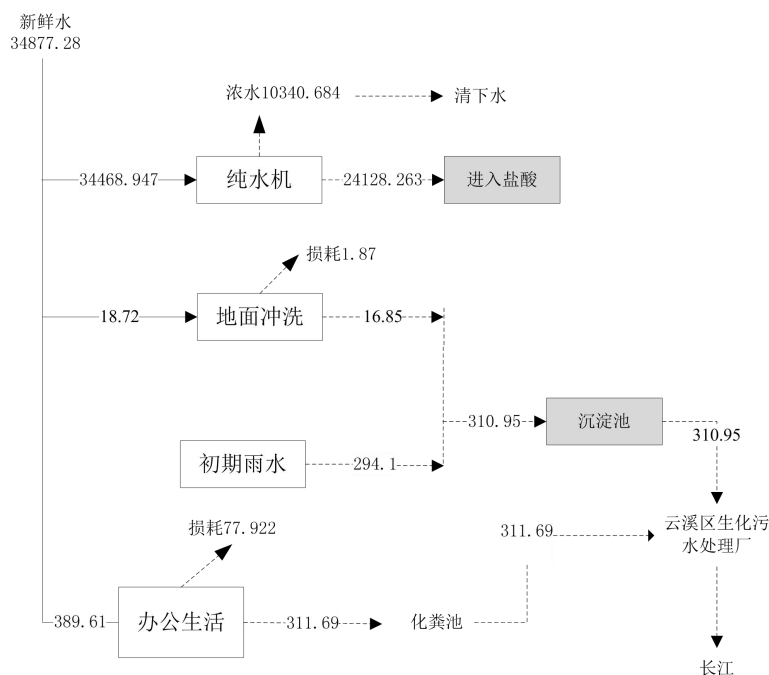 新鲜水
34877.28
浓水10340.684
清下水
34468.947
纯水机
24128.263
进入盐酸
损耗1.87
18.72
地面冲洗
16.85
310.95
沉淀池
310.95
初期雨水
294.1
损耗77.922
311.69
云溪区生化污
水处理厂
389.61
办公生活
311.69
化粪池
长江